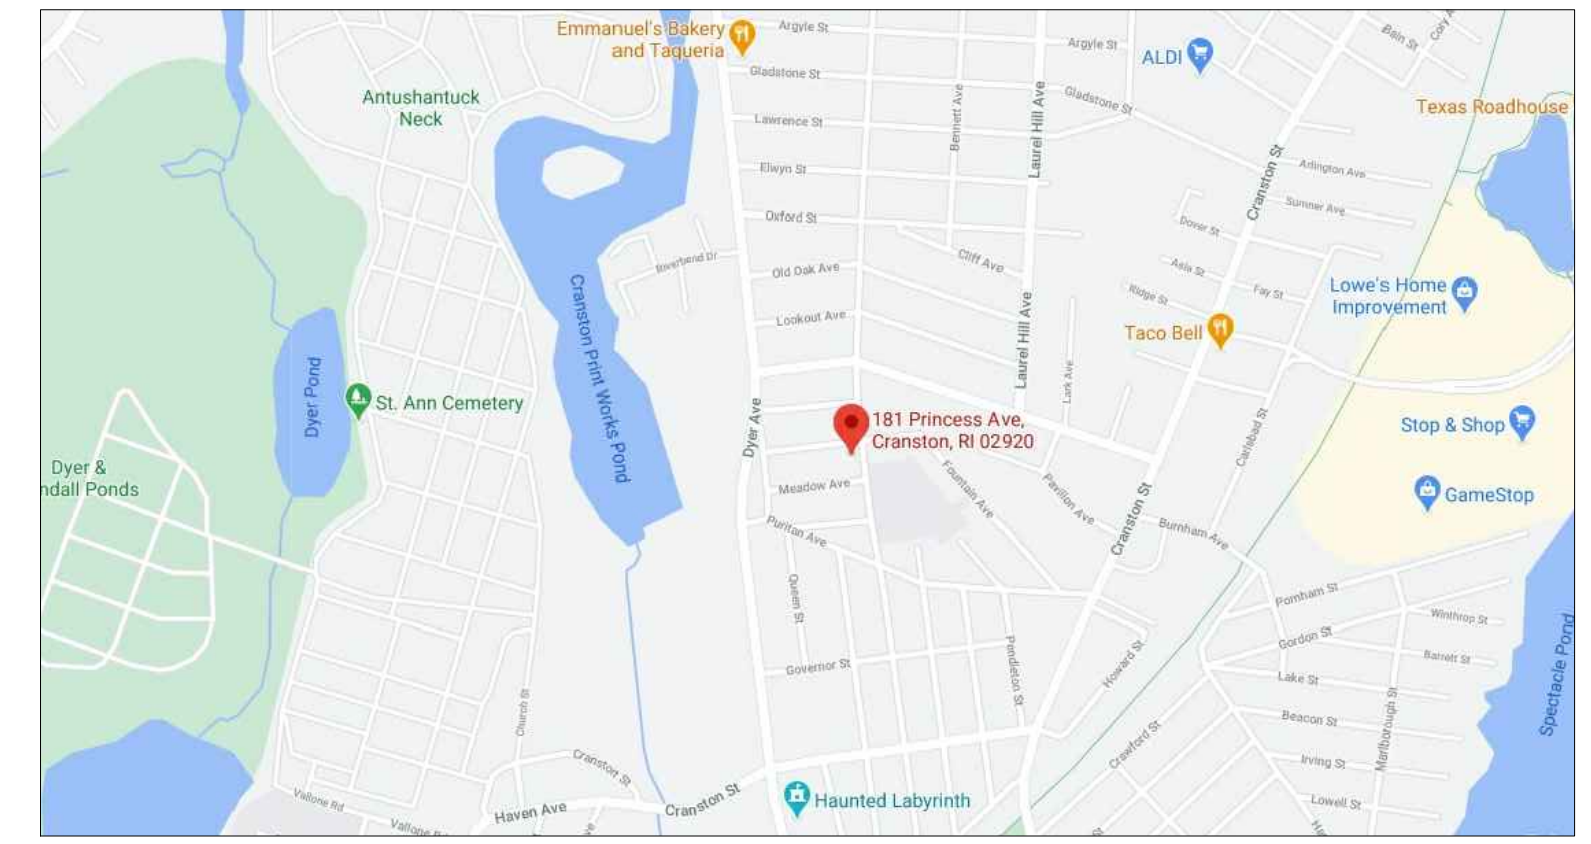 Emmanuel's Bakery
and Taqueria
Argyle St
Argyle St
Bain St
ALDI
Gladstone St
Gladstone St
Antushantuck
Neck
Bennett Ave
Laurel Hill Ave
Texas Roadhouse
Lawrence St
Elwyn St
Cranston St
Arlington Ave
Sumner Ave
Oxford St
Dover St
Cliff Ave
Riverbend Dr
Old Oak Ave
Asia St
Fay St
Ridge St
Lowe's Home
Improvement
Lookout Ave
Laurel Hill Ave
Taco Bell
Cranston Print Works Pond
Dyer Pond
Lark Ave
St. Ann Cemetery
Dyer Ave
181 Princess Ave,
Cranston, RI 02920
Carlsbad St
Stop & Shop
Dyer &
ndall Ponds
Meadow Ave
Fountain Ave
Pavilion Ave
GameStop
Cranston St
Puritan Ave
Burnham Ave
Queen St
Pomham St
Winthrop St
Gordon St
Barrett St
Governor St
Pendleton St
Howard St
Lake St
Spectacle Pond
Church St
Beacon St
Marlborough St
Crawford St
Cranston St
Irving St
Vallone Rd
Haven Ave
Cranston St
Haunted Labyrinth
Lowell St